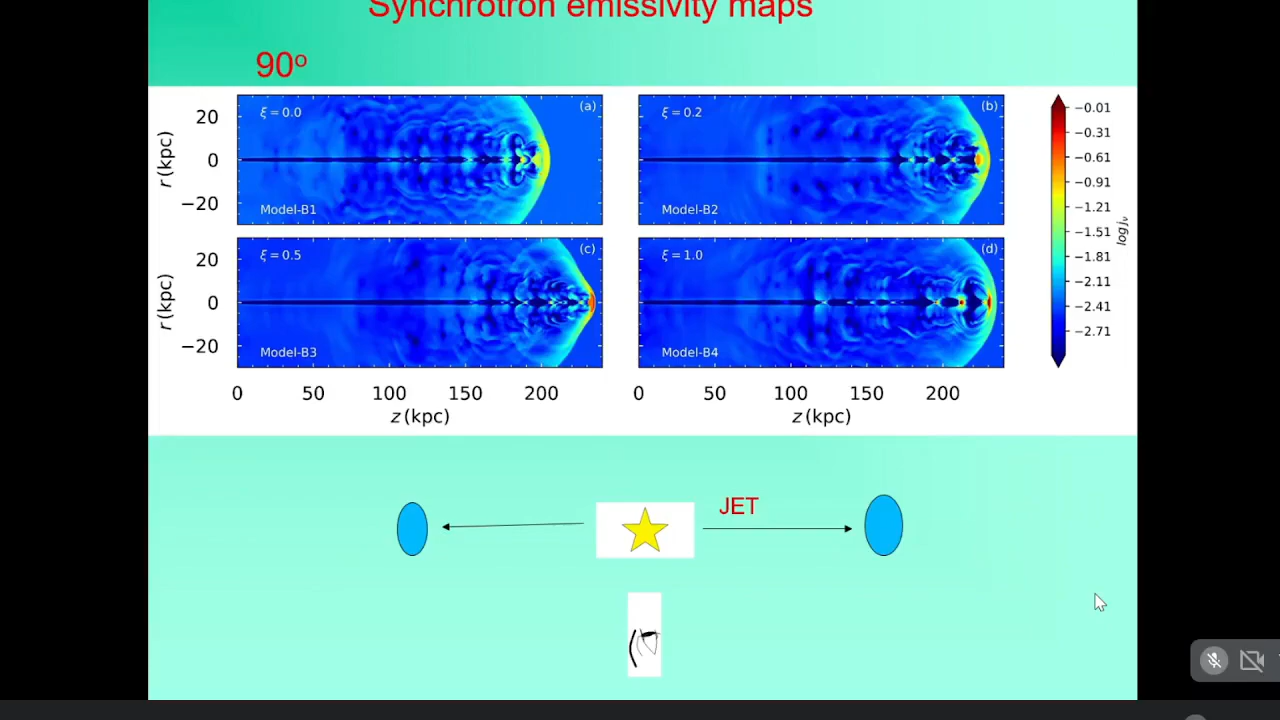 Synchrotron emissivity maps
90º
(a)
ξ = 0.0
Model-B1
(b)
ξ = 0.2
Model-B2
(c)
ξ = 0.5
Model-B3
(d)
ξ = 1.0
Model-B4
r (kpc)
20
0
−20
r (kpc)
20
0
−20
0 50 100 150 200
z (kpc)
0 50 100 150 200
z (kpc)
−0.01
−0.31
−0.61
−0.91
−1.21
−1.51
−1.81
−2.11
−2.41
−2.71
log jᵥ
JET